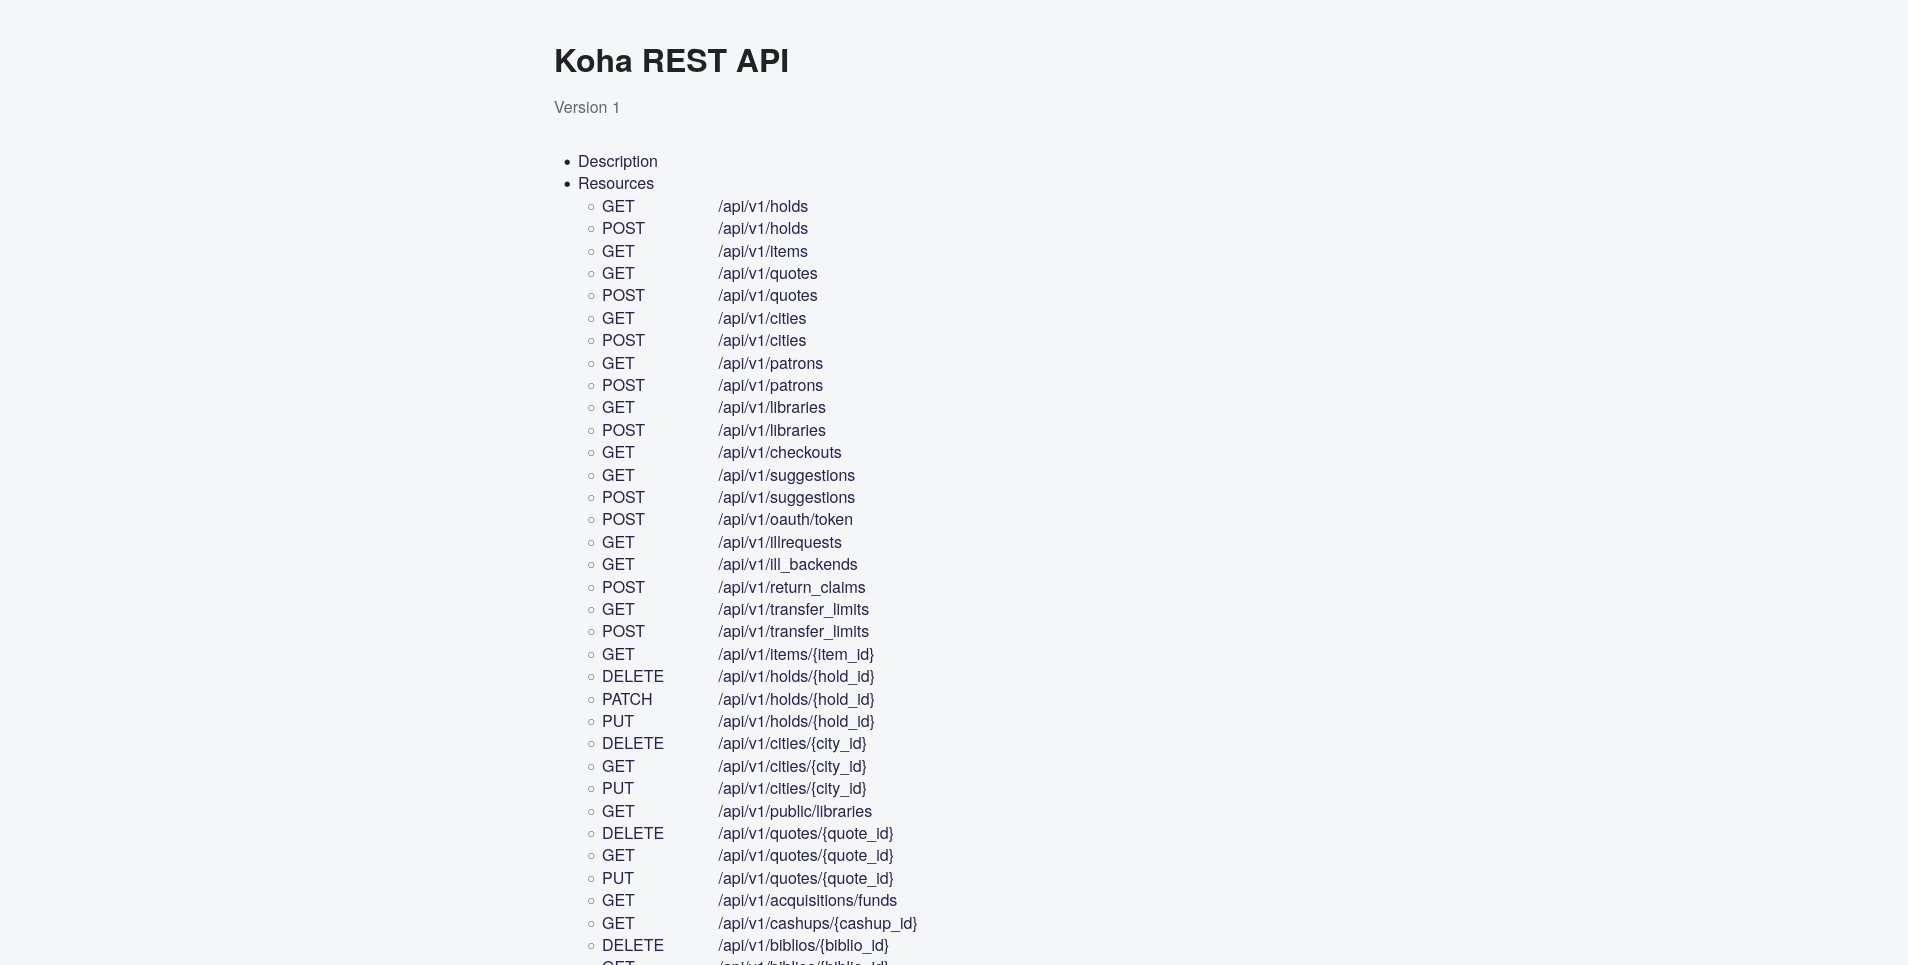 Koha REST API
Version 1
Description
Resources
GET /api/v1/holds
POST /api/v1/holds
GET /api/v1/items
GET /api/v1/quotes
POST /api/v1/quotes
GET /api/v1/cities
POST /api/v1/cities
GET /api/v1/patrons
POST /api/v1/patrons
GET /api/v1/libraries
POST /api/v1/libraries
GET /api/v1/checkouts
GET /api/v1/suggestions
POST /api/v1/suggestions
POST /api/v1/oauth/token
GET /api/v1/illrequests
GET /api/v1/ill_backends
POST /api/v1/return_claims
GET /api/v1/transfer_limits
POST /api/v1/transfer_limits
GET /api/v1/items/{item_id}
DELETE /api/v1/holds/{hold_id}
PATCH /api/v1/holds/{hold_id}
PUT /api/v1/holds/{hold_id}
DELETE /api/v1/cities/{city_id}
GET /api/v1/cities/{city_id}
PUT /api/v1/cities/{city_id}
GET /api/v1/public/libraries
DELETE /api/v1/quotes/{quote_id}
GET /api/v1/quotes/{quote_id}
PUT /api/v1/quotes/{quote_id}
GET /api/v1/acquisitions/funds
GET /api/v1/cashups/{cashup_id}
DELETE /api/v1/biblios/{biblio_id}